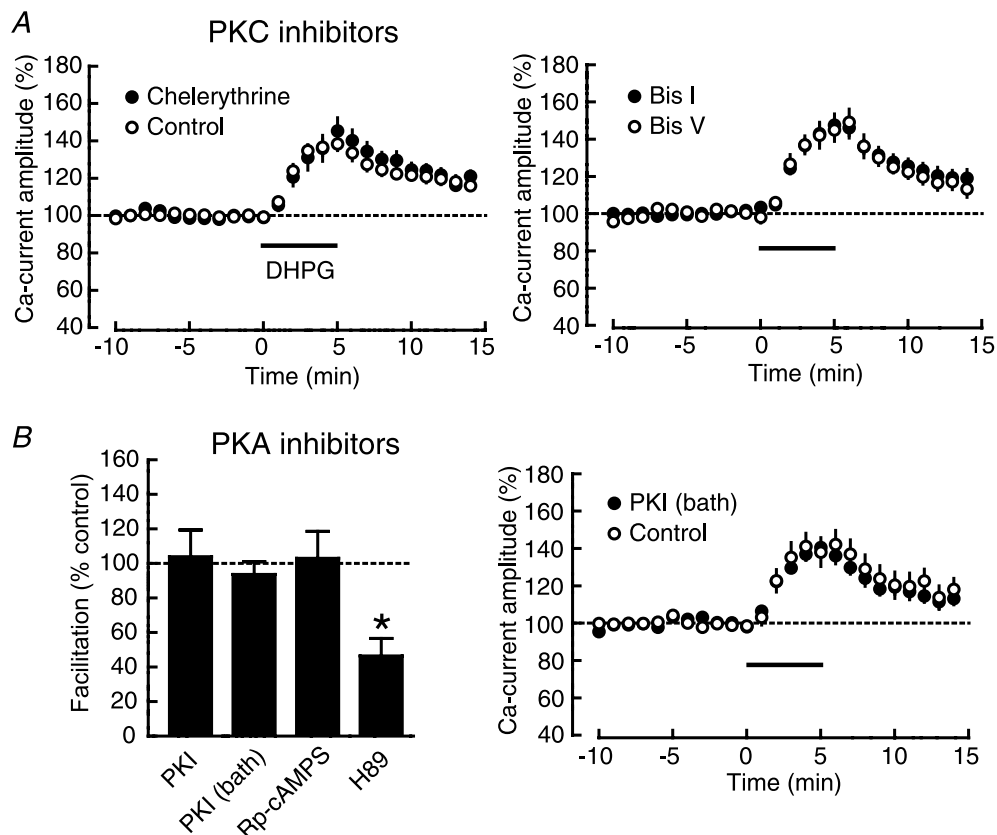 A
PKC inhibitors
Ca-current amplitude (%)
180
160
140
120
100
80
60
40
Chelerythrine
Control
DHPG
-10
-5
0
5
10
15
Time (min)
Ca-current amplitude (%)
180
160
140
120
100
80
60
40
Bis I
Bis V
-10
-5
0
5
10
15
Time (min)
B
PKA inhibitors
Facilitation (% control)
160
140
120
100
80
60
40
20
0
*
PKI
PKI (bath)
Rp-cAMPS
H89
Ca-current amplitude (%)
180
160
140
120
100
80
60
40
PKI (bath)
Control
-10
-5
0
5
10
15
Time (min)